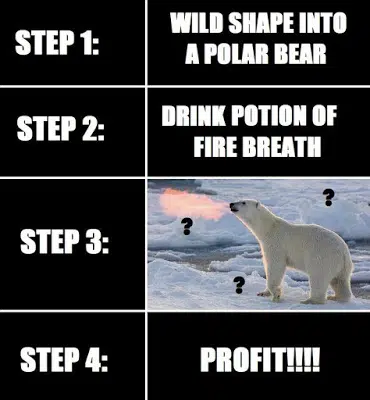 STEP 1:
WILD SHAPE INTO
A POLAR BEAR
STEP 2:
DRINK POTION OF
FIRE BREATH
STEP 3:
?
?
?
STEP 4:
PROFIT!!!!